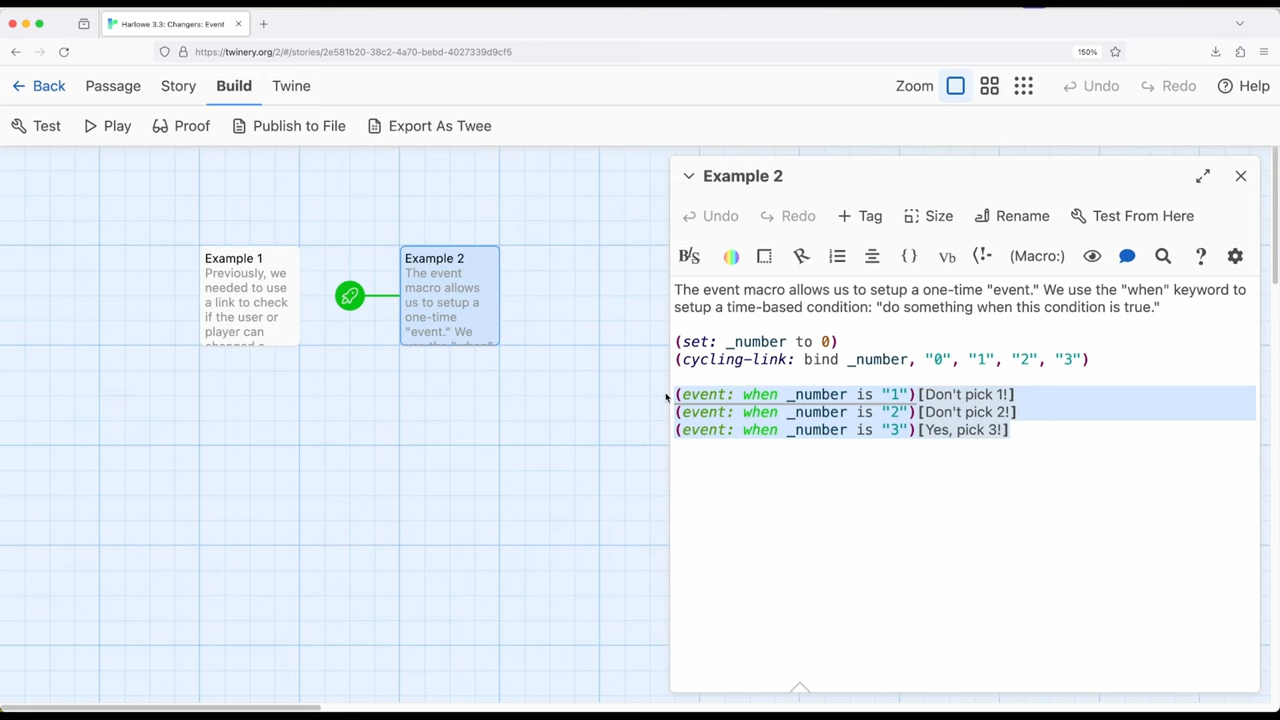 Harlowe 3.3: Changers: Event
https://twinery.org/2/#/stories/2e581b20-38c2-4a70-bebd-4027339d9cf5
150%
Back
Passage
Story
Build
Twine
Zoom
Undo
Redo
Help
Test
Play
Proof
Publish to File
Export As Twee
Example 1
Previously, we
needed to use
a link to check
if the user or
player can
Example 2
The event
macro allows
us to setup a
one-time
"event." We
Example 2
Undo
Redo
Tag
Size
Rename
Test From Here
(Macro:)
The event macro allows us to setup a one-time "event." We use the "when" keyword to
setup a time-based condition: "do something when this condition is true."
(set: _number to 0)
(cycling-link: bind _number, "0", "1", "2", "3")
(event: when _number is "1")[Don't pick 1!]
(event: when _number is "2")[Don't pick 2!]
(event: when _number is "3")[Yes, pick 3!]